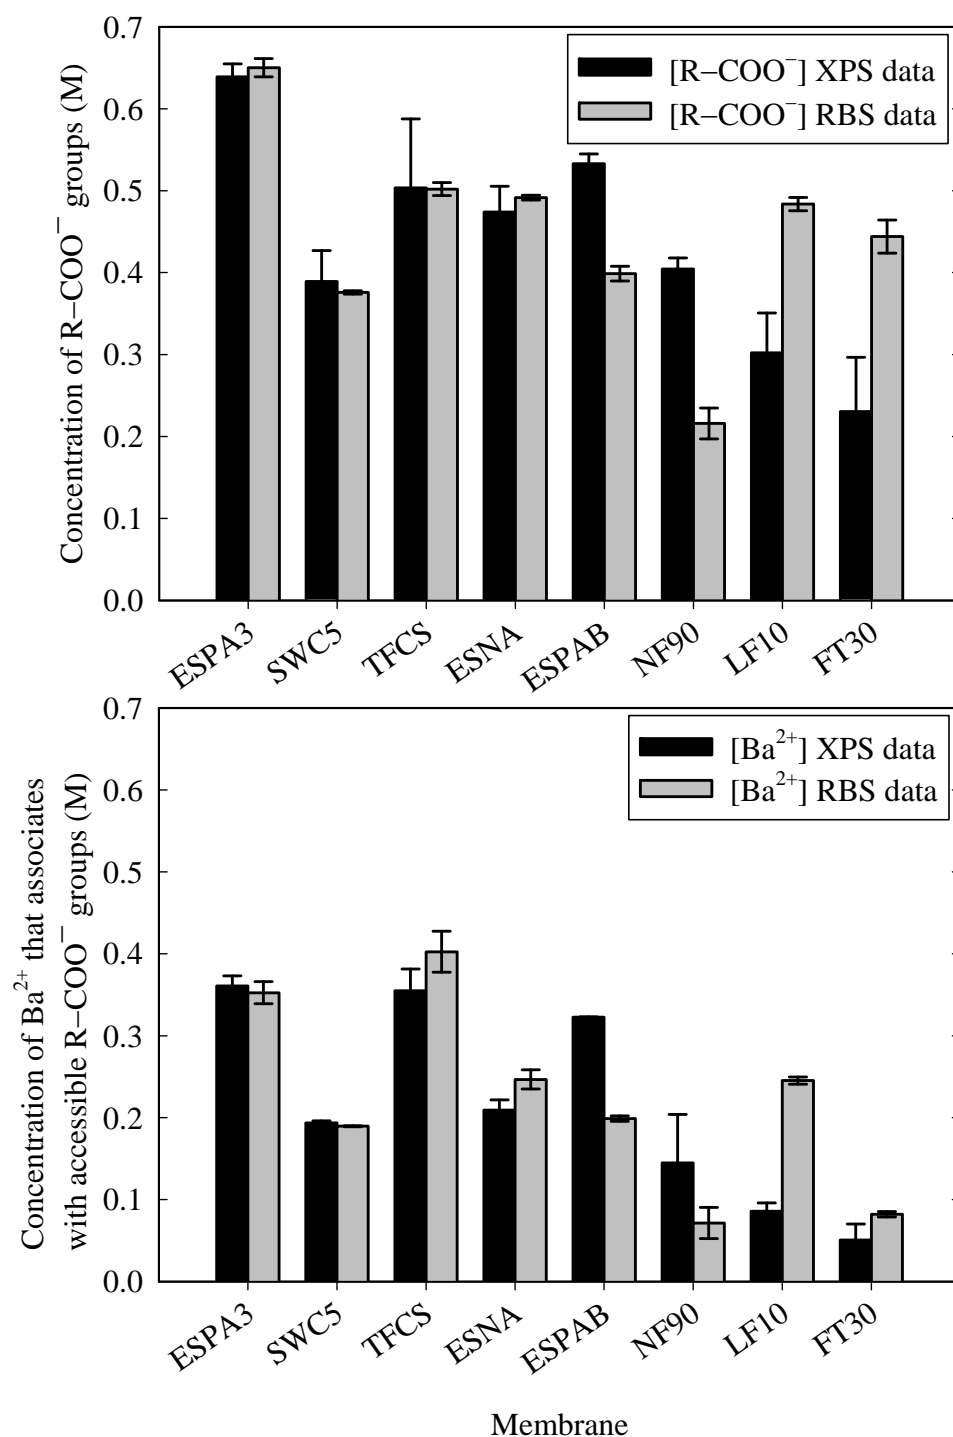 Concentration of R–COO⁻ groups (M)
0.7
0.6
0.5
0.4
0.3
0.2
0.1
0.0
[R–COO⁻] XPS data
[R–COO⁻] RBS data
ESPA3 SWC5 TFCS ESNA ESPAB NF90 LF10 FT30
Concentration of Ba²⁺ that associates
with accessible R–COO⁻ groups (M)
0.7
0.6
0.5
0.4
0.3
0.2
0.1
0.0
[Ba²⁺] XPS data
[Ba²⁺] RBS data
ESPA3 SWC5 TFCS ESNA ESPAB NF90 LF10 FT30
Membrane